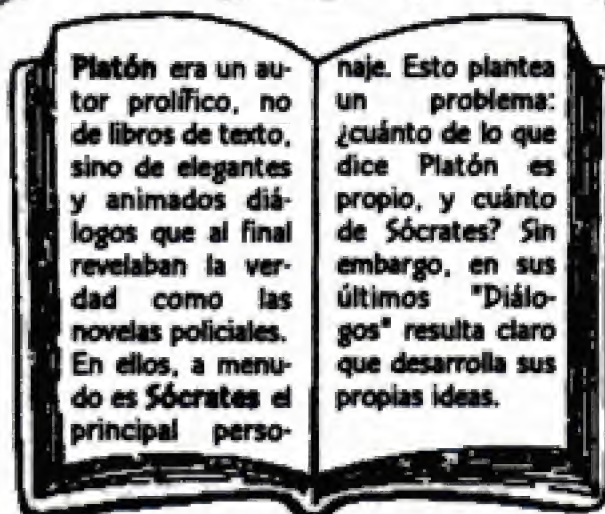 Platón era un au-
tor prolífico, no
de libros de texto,
sino de elegantes
y animados diá-
logos que al final
revelaban la ver-
dad como las
novelas policiales.
En ellos, a menu-
do es Sócrates el
principal perso-
naje. Esto plantea
un problema:
¿cuánto de lo que
dice Platón es
propio, y cuánto
de Sócrates? Sin
embargo, en sus
últimos "Diálo-
gos" resulta claro
que desarrolla sus
propias ideas.